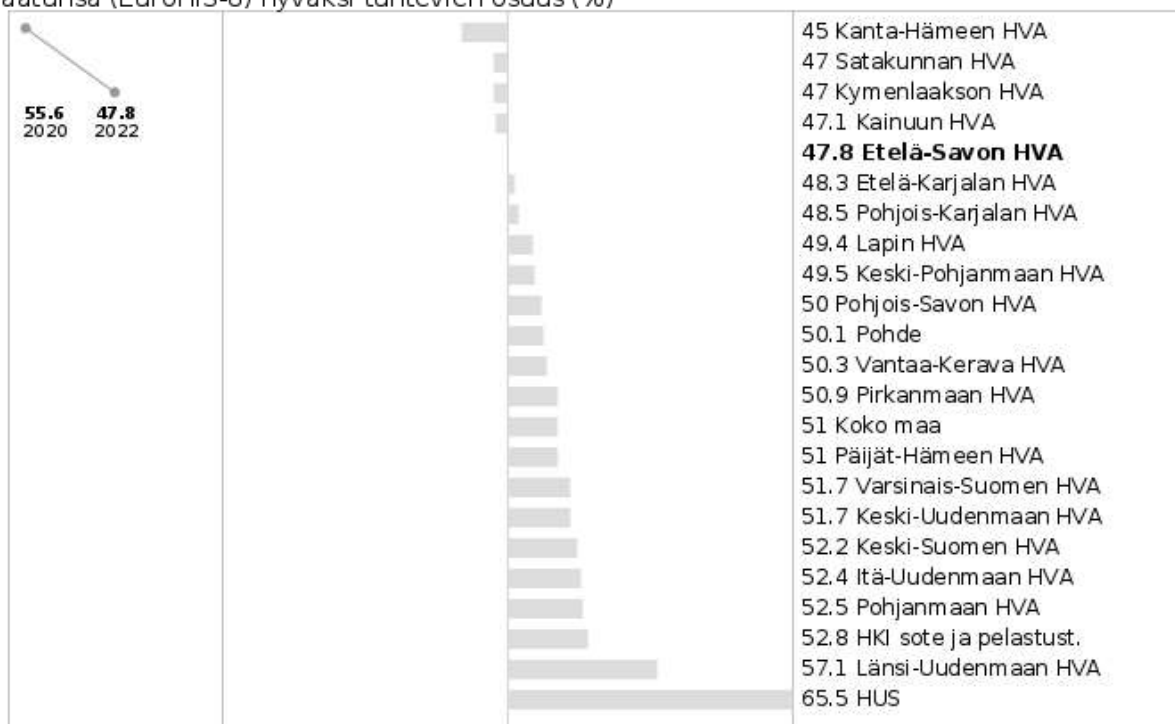 (EuroHIS-8) hyväksi tuntevien osuus (%)
55.6 47.8
2020 2022
45 Kanta-Hämeen HVA
47 Satakunnan HVA
47 Kymenlaakson HVA
47.1 Kainuun HVA
47.8 Etelä-Savon HVA
48.3 Etelä-Karjalan HVA
48.5 Pohjois-Karjalan HVA
49.4 Lapin HVA
49.5 Keski-Pohjanmaan HVA
50 Pohjois-Savon HVA
50.1 Pohde
50.3 Vantaa-Kerava HVA
50.9 Pirkanmaan HVA
51 Koko maa
51 Päijät-Hämeen HVA
51.7 Varsinais-Suomen HVA
51.7 Keski-Uudenmaan HVA
52.2 Keski-Suomen HVA
52.4 Itä-Uudenmaan HVA
52.5 Pohjanmaan HVA
52.8 HKI sote ja pelastust.
57.1 Länsi-Uudenmaan HVA
65.5 HUS